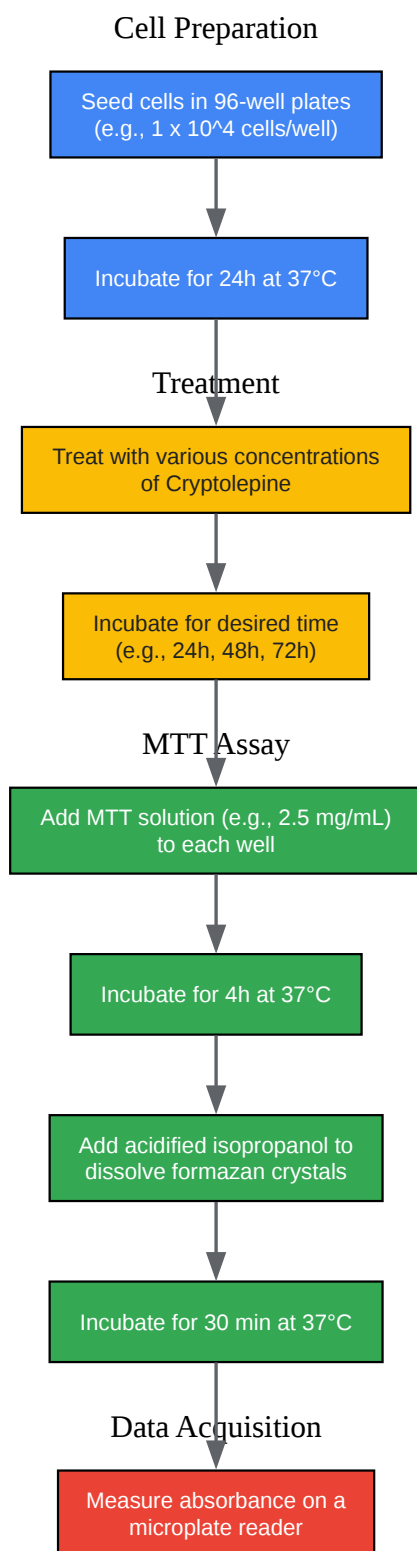 Cell Preparation
Seed cells in 96-well plates
(e.g., 1 x 10^4 cells/well)
Incubate for 24h at 37°C
Treatment
Treat with various concentrations
of Cryptolepine
Incubate for desired time
(e.g., 24h, 48h, 72h)
MTT Assay
Add MTT solution (e.g., 2.5 mg/mL)
to each well
Incubate for 4h at 37°C
Add acidified isopropanol to
dissolve formazan crystals
Incubate for 30 min at 37°C
Data Acquisition
Measure absorbance on a
microplate reader